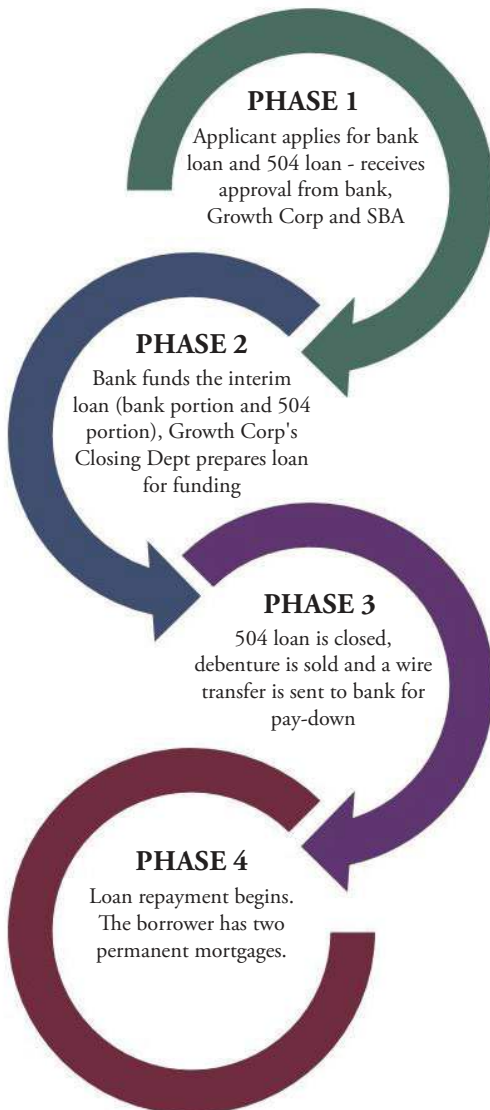 PHASE 1
Applicant applies for bank
loan and 504 loan - receives
approval from bank,
Growth Corp and SBA
PHASE 2
Bank funds the interim
loan (bank portion and 504
portion), Growth Corp's
Closing Dept prepares loan
for funding
PHASE 3
504 loan is closed,
debenture is sold and a wire
transfer is sent to bank for
pay-down
PHASE 4
Loan repayment begins.
The borrower has two
permanent mortgages.